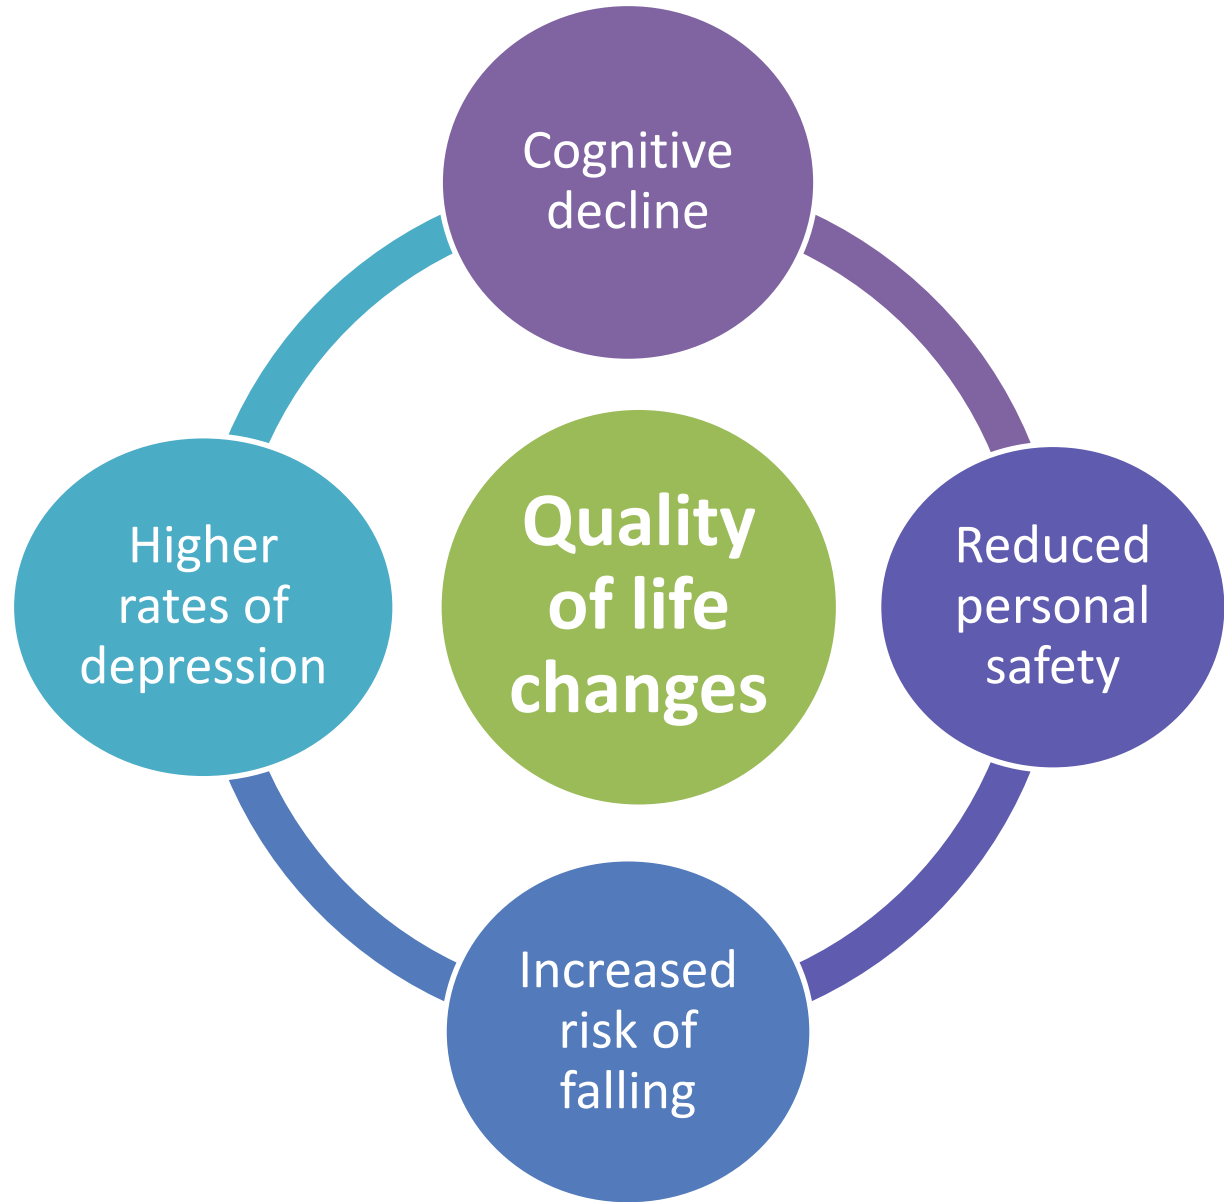 Cognitive
decline
Higher
rates of
depression
Quality
of life
changes
Reduced
personal
safety
Increased
risk of
falling